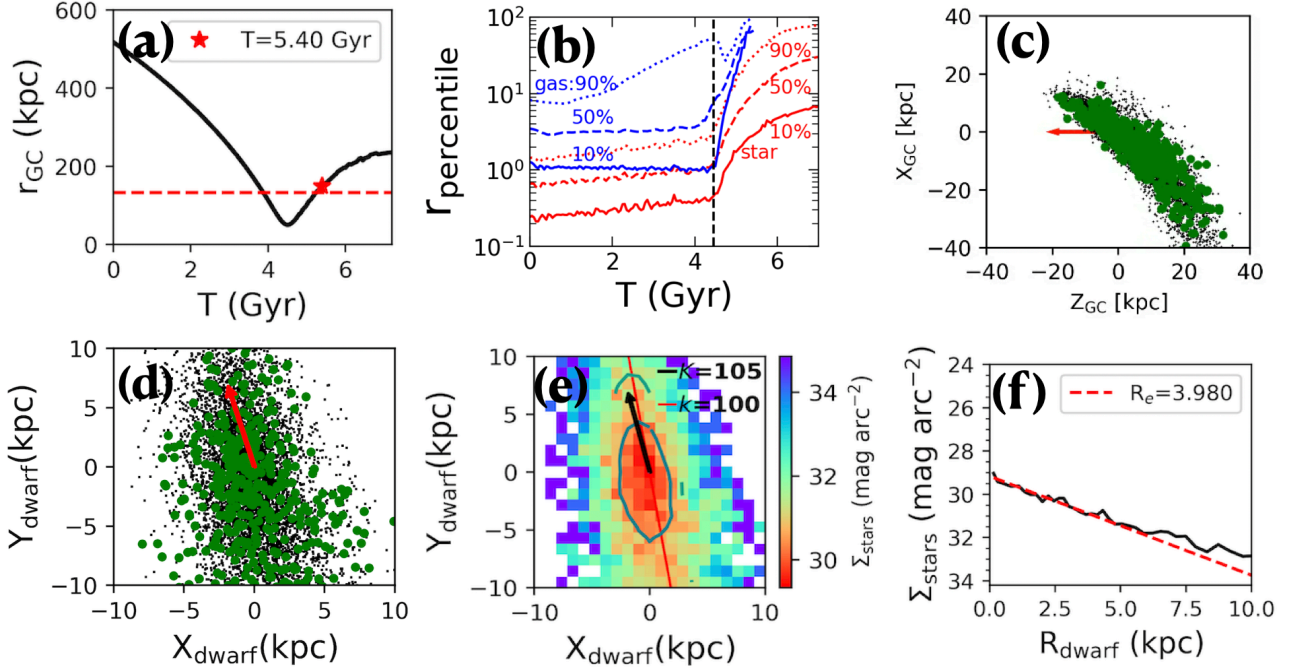 (a)
T=5.40 Gyr
600
400
200
0
0 2 4 6
r_GC (kpc)
T (Gyr)
(b)
10^2
10^1
10^0
10^-1
gas:90%
50%
10%
90%
50%
10%
star
0 2 4 6
r_percentile
T (Gyr)
(c)
40
20
0
−20
−40
−40 −20 0 20 40
X_GC [kpc]
Z_GC [kpc]
(d)
10
5
0
−5
−10
−10 −5 0 5 10
Y_dwarf(kpc)
X_dwarf(kpc)
(e)
k=105
k=100
10
5
0
−5
−10
−10 0 10
Y_dwarf(kpc)
X_dwarf(kpc)
34
32
30
Σ_stars (mag arc^−2)
(f)
R_e=3.980
24
26
28
30
32
34
0.0 2.5 5.0 7.5 10.0
Σ_stars (mag arc^−2)
R_dwarf (kpc)